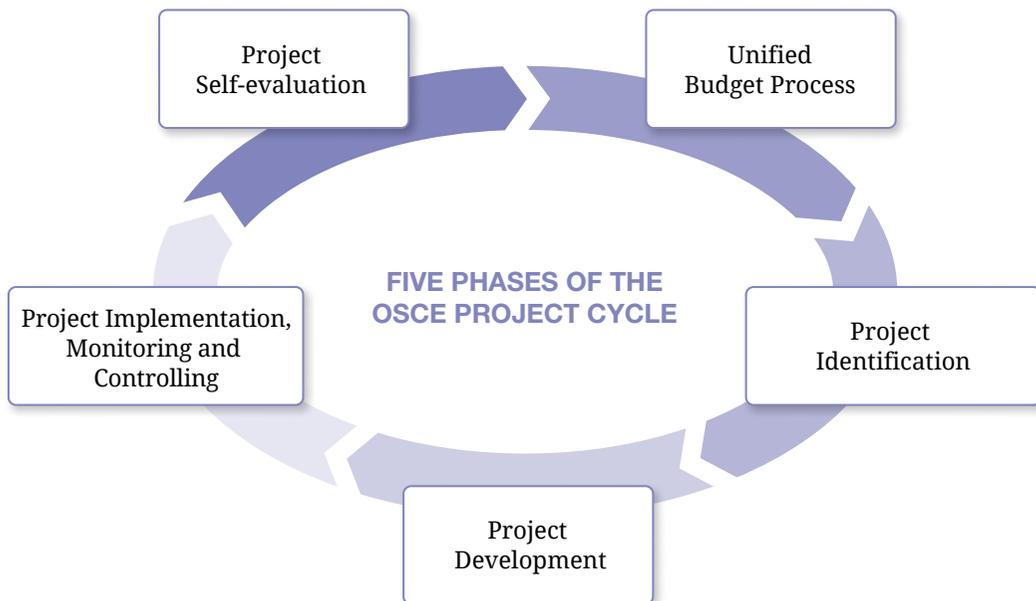 Project
Self-evaluation
Unified
Budget Process
FIVE PHASES OF THE
OSCE PROJECT CYCLE
Project Implementation,
Monitoring and
Controlling
Project
Identification
Project
Development